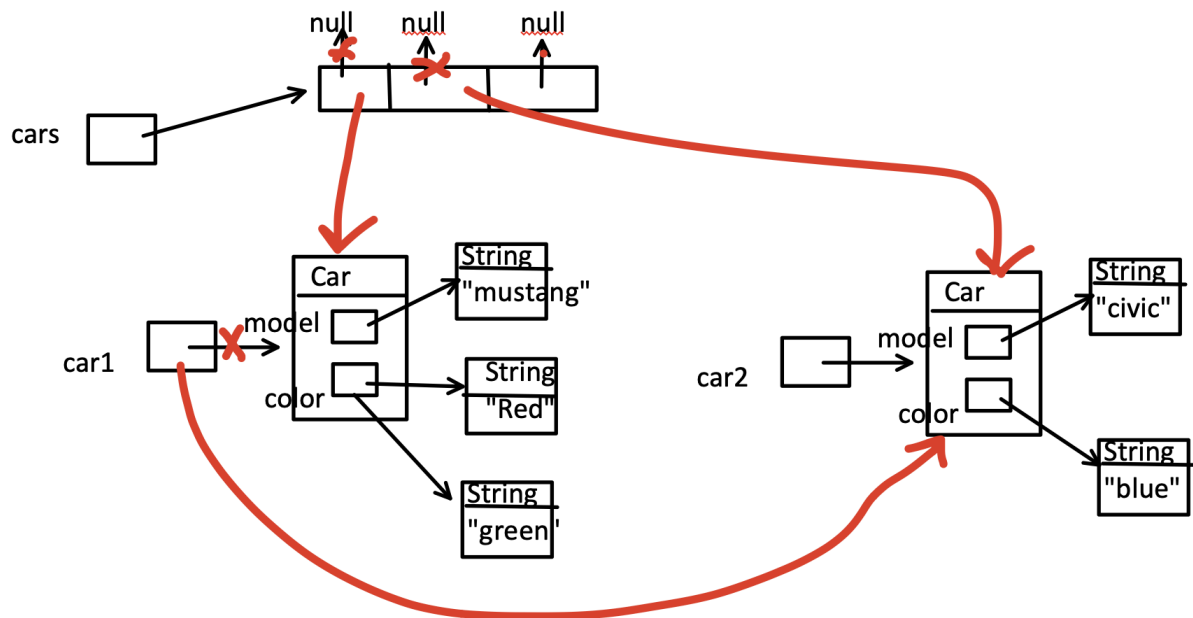 null null null
cars
Car
String
"mustang"
model
car1
String
"Red"
color
String
"green"
Car
String
"civic"
model
car2
color
String
"blue"